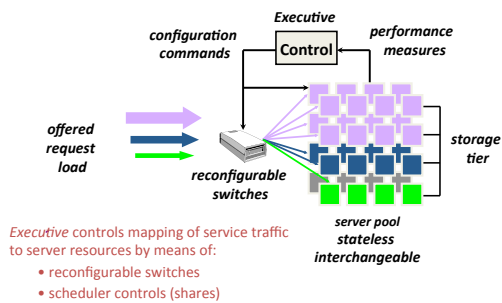 Executive
configuration
commands
Control
performance
measures
offered
request
load
reconfigurable
switches
storage
tier
server pool
stateless
interchangeable
Executive controls mapping of service traffic
to server resources by means of:
• reconfigurable switches
• scheduler controls (shares)